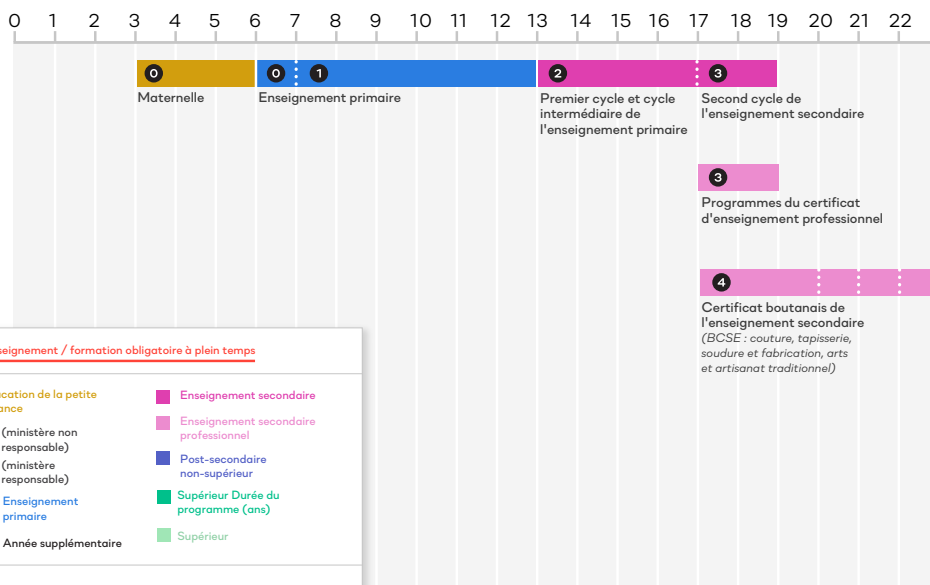 0 1 2 3 4 5 6 7 8 9 10 11 12 13 14 15 16 17 18 19 20 21 22
0
0
1
2
3
Maternelle
Enseignement primaire
Premier cycle et cycle
intermédiaire de
l'enseignement primaire
Second cycle de
l'enseignement secondaire
3
Programmes du certificat
d'enseignement professionnel
4
Certificat boutanais de
l'enseignement secondaire
(BCSE : couture, tapisserie,
soudure et fabrication, arts
et artisanat traditionnel)
seignement / formation obligatoire à plein temps
cation de la petite
ance
(ministère non
responsable)
(ministère
responsable)
Enseignement
primaire
Année supplémentaire
Enseignement secondaire
Enseignement secondaire
professionnel
Post-secondaire
non-supérieur
Supérieur Durée du
programme (ans)
Supérieur